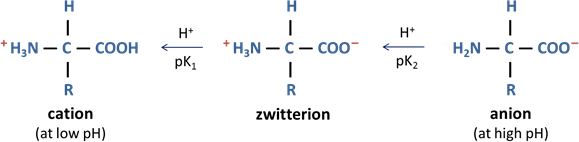 H H H
⁺H₃N — C — COOH H⁺ ⁺H₃N — C — COO⁻ H⁺ H₂N — C — COO⁻
pK₁ pK₂
R R R
cation zwitterion anion
(at low pH) (at high pH)